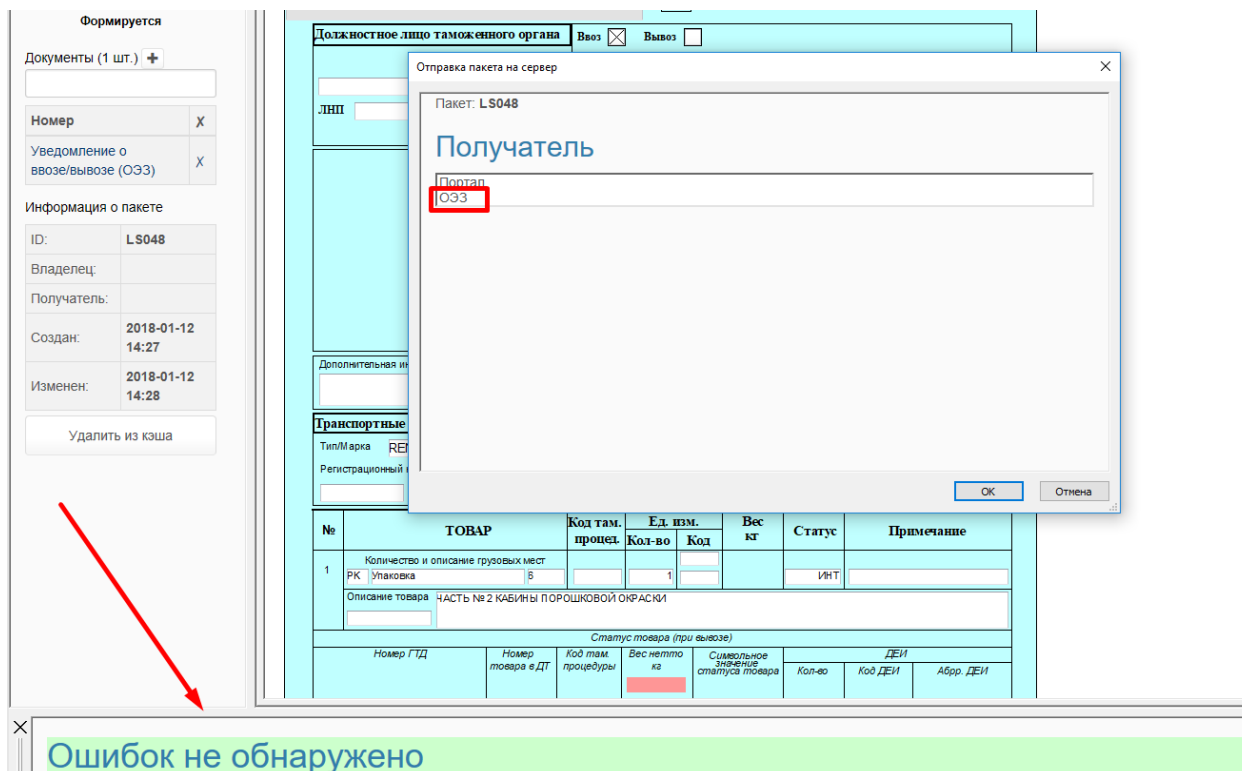 Формируется
Документы (1 шт.)
Номер X
Уведомление о
ввозе/вывозе (ОЭЗ) X
Информация о пакете
ID: LS048
Владелец:
Получатель:
Создан: 2018-01-12
14:27
Изменен: 2018-01-12
14:28
Удалить из кэша
Должностное лицо таможенного органа Ввоз Вывоз
ЛНП
Отправка пакета на сервер
Пакет: LS048
Получатель
Портал
ОЭЗ
ОК Отмена
Дополнительная
Транспортные
Тип/Марка
Регистрационный
№ ТОВАР Код там. процед. Ед. изм. Вес кг Статус Примечание
Кол-во Код
1 Количество и описание грузовых мест
РК Упаковка 6 1 ИНТ
Описание товара ЧАСТЬ №2 КАБИНЫ ПОРОШКОВОЙ ОКРАСКИ
Статус товара (при вывозе)
Номер ГТД Номер товара в ДТ Код там. процедуры Вес нетто кг Символьное значение статуса товара ДЕИ
Кол-во Код ДЕИ Абрр. ДЕИ
Ошибок не обнаружено